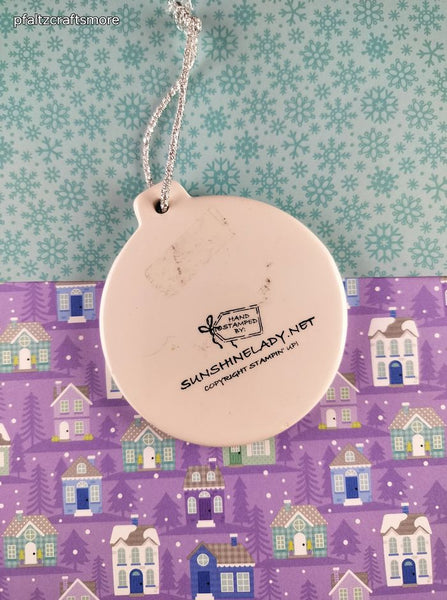 pfaltzcraftsmore
HAND
STAMPED
BY:
SUNSHINELADY.NET
COPYRIGHT STAMPIN' UP!